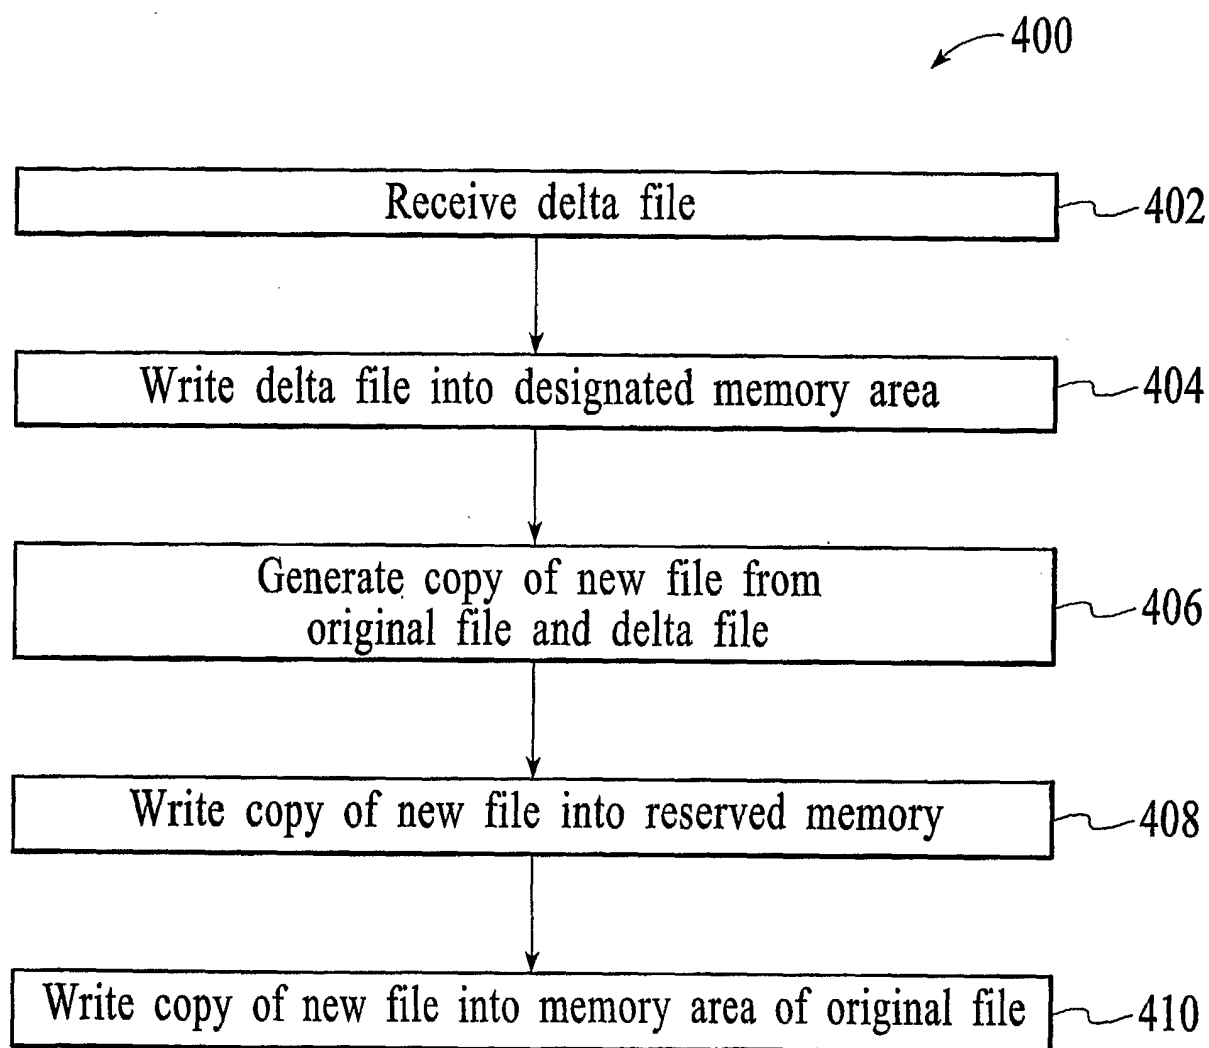 400
Receive delta file
402
Write delta file into designated memory area
404
Generate copy of new file from
original file and delta file
406
Write copy of new file into reserved memory
408
Write copy of new file into memory area of original file
410